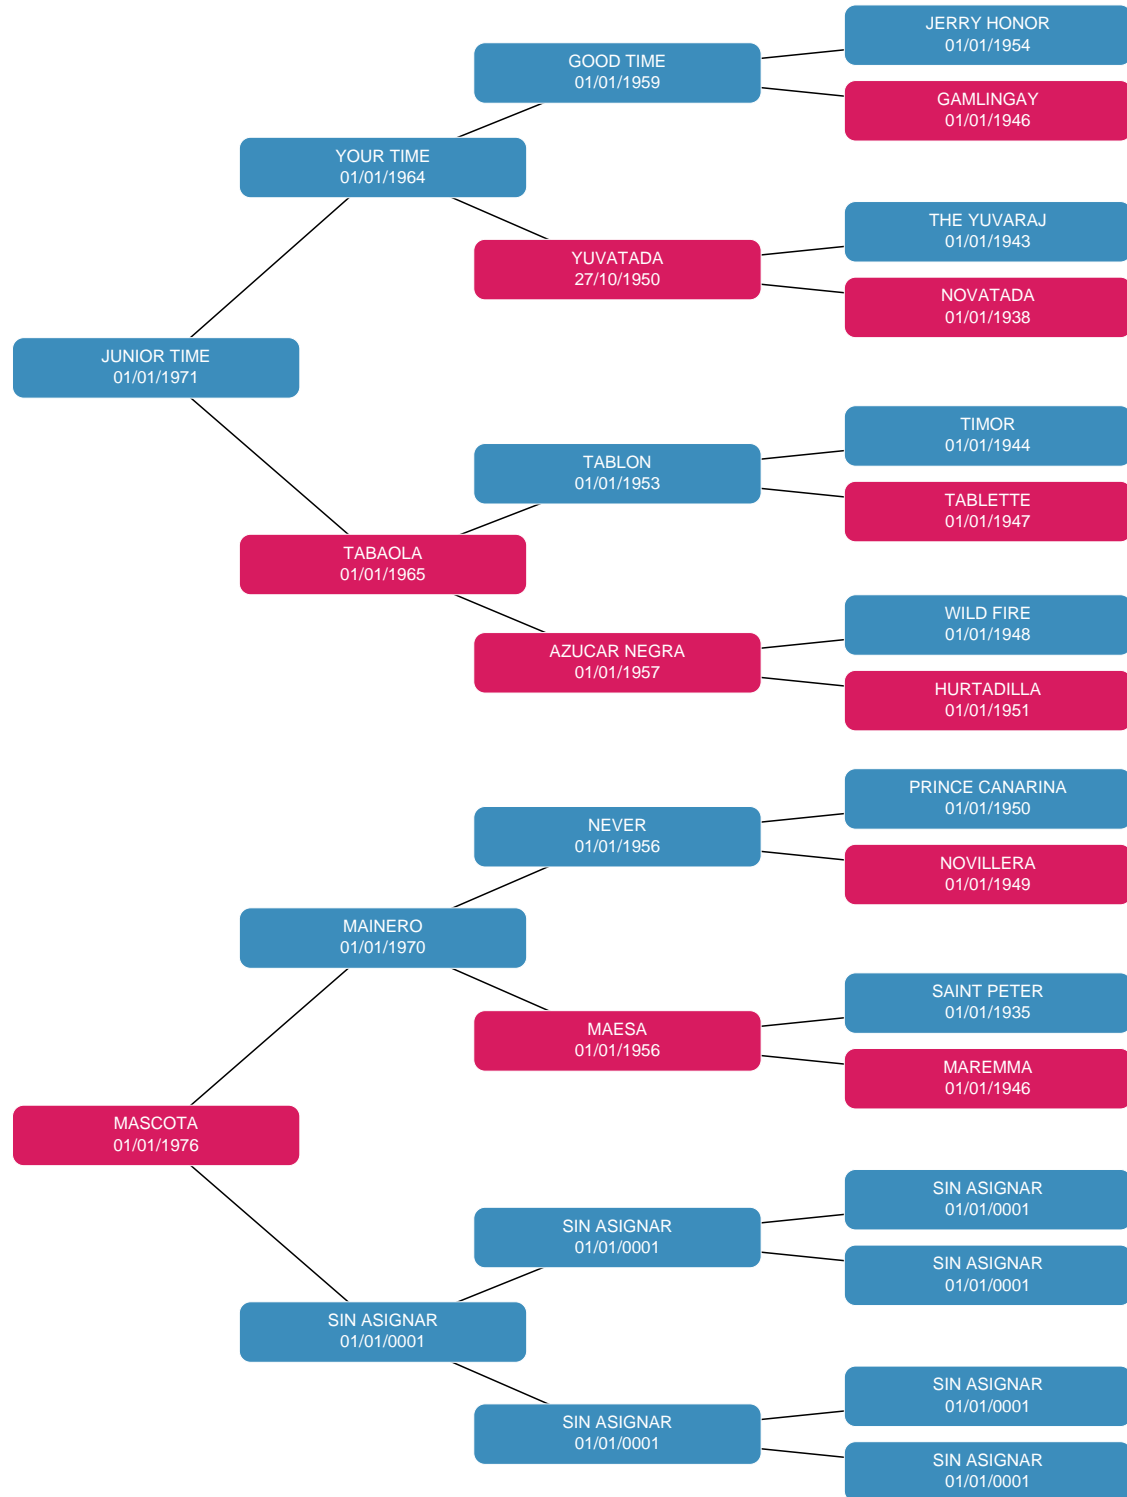 JERRY HONOR
01/01/1954
GOOD TIME
01/01/1959
GAMLINGAY
01/01/1946
YOUR TIME
01/01/1964
THE YUVARAJ
01/01/1943
YUVATADA
27/10/1950
NOVATADA
01/01/1938
JUNIOR TIME
01/01/1971
TIMOR
01/01/1944
TABLON
01/01/1953
TABLETTE
01/01/1947
TABAOLA
01/01/1965
WILD FIRE
01/01/1948
AZUCAR NEGRA
01/01/1957
HURTADILLA
01/01/1951
PRINCE CANARINA
01/01/1950
NEVER
01/01/1956
NOVILLERA
01/01/1949
MAINERO
01/01/1970
SAINT PETER
01/01/1935
MAESA
01/01/1956
MAREMMA
01/01/1946
MASCOTA
01/01/1976
SIN ASIGNAR
01/01/0001
SIN ASIGNAR
01/01/0001
SIN ASIGNAR
01/01/0001
SIN ASIGNAR
01/01/0001
SIN ASIGNAR
01/01/0001
SIN ASIGNAR
01/01/0001
SIN ASIGNAR
01/01/0001